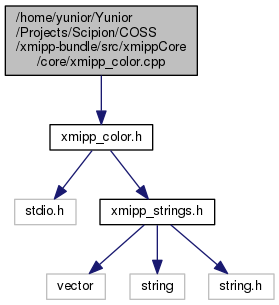 /home/yunior/Yunior
/Projects/Scipion/COSS
/xmipp-bundle/src/xmippCore
/core/xmipp_color.cpp
xmipp_color.h
stdio.h
xmipp_strings.h
vector
string
string.h